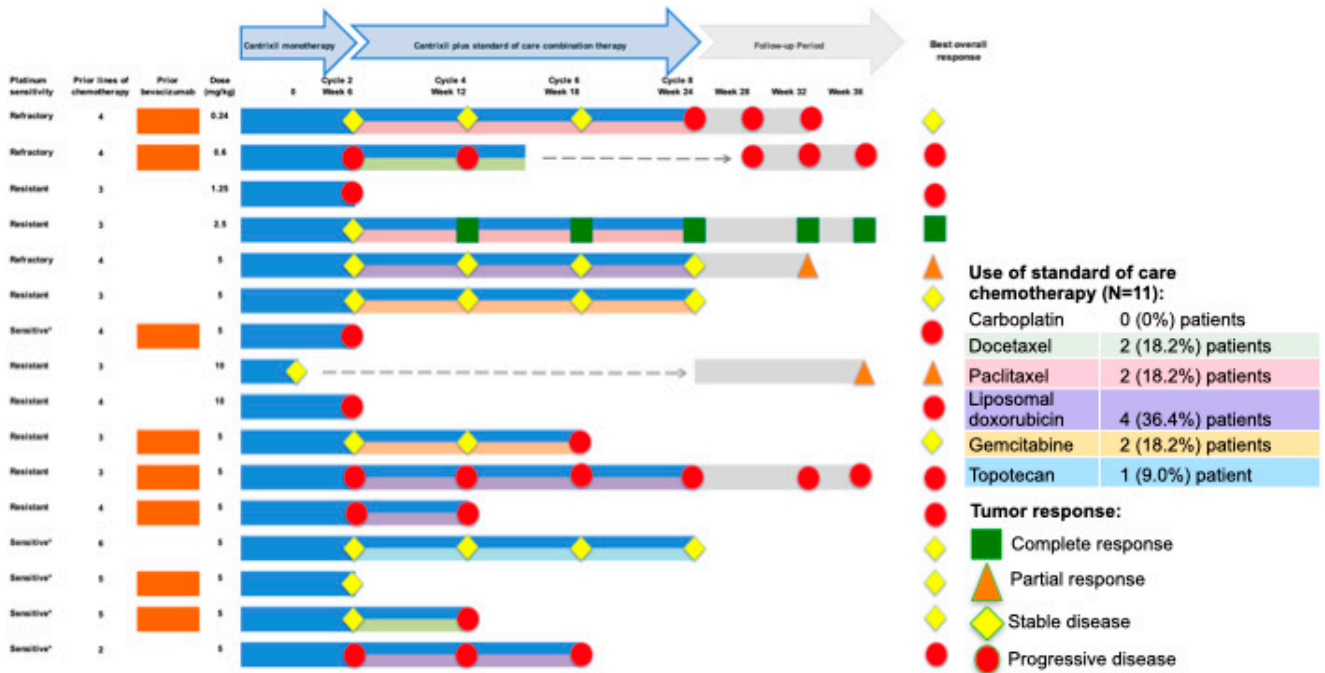 Cantrixil monotherapy
Cantrixil plus standard of care combination therapy
Follow-up Period
Best overall
response
Platinum
sensitivity
Prior lines of
chemotherapy
Prior
bevacizumab
Dose
(mg/kg)
0
Cycle 2
Week 6
Cycle 4
Week 12
Cycle 6
Week 18
Cycle 8
Week 24
Week 28
Week 32
Week 36
Refractory 4 0.24
Refractory 4 0.6
Resistant 3 1.25
Resistant 3 2.5
Refractory 4 5
Resistant 3 5
Sensitive* 4 5
Resistant 3 10
Resistant 4 10
Resistant 3 5
Resistant 3 5
Resistant 4 5
Sensitive* 6 5
Sensitive* 5 5
Sensitive* 5 5
Sensitive* 2 5
Use of standard of care
chemotherapy (N=11):
Carboplatin 0 (0%) patients
Docetaxel 2 (18.2%) patients
Paclitaxel 2 (18.2%) patients
Liposomal
doxorubicin 4 (36.4%) patients
Gemcitabine 2 (18.2%) patients
Topotecan 1 (9.0%) patient
Tumor response:
Complete response
Partial response
Stable disease
Progressive disease